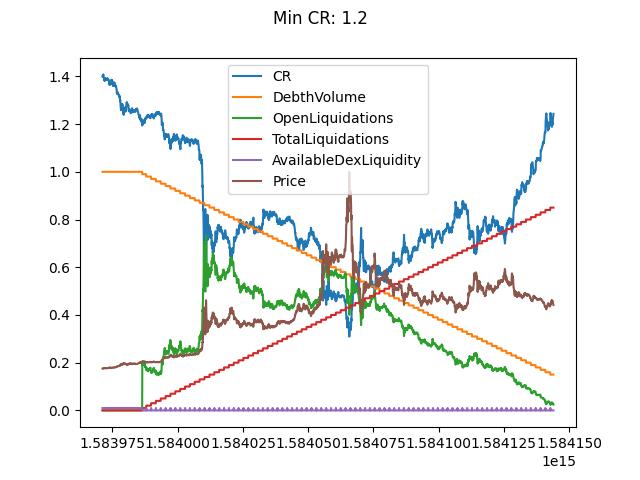 Min CR: 1.2
1.4
1.2
1.0
0.8
0.6
0.4
0.2
0.0
CR
DebthVolume
OpenLiquidations
TotalLiquidations
AvailableDexLiquidity
Price
1.583975 1.584000 1.584025 1.584050 1.584075 1.584100 1.584125 1.584150
1e15